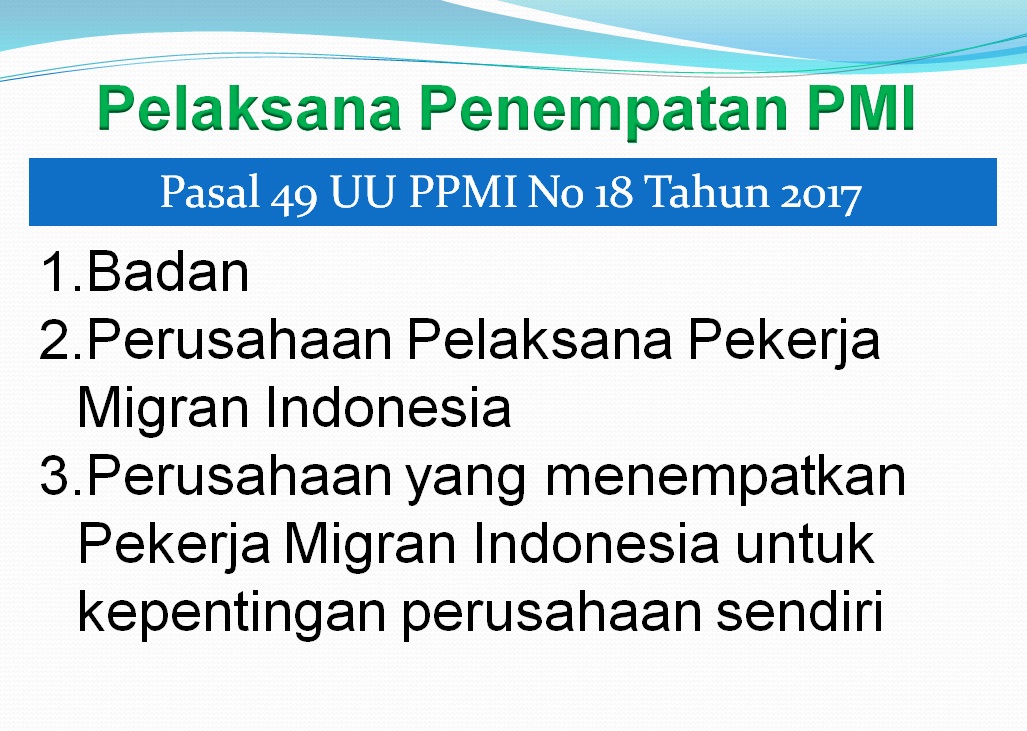 Pelaksana Penempatan PMI
Pasal 49 UU PPMI No 18 Tahun 2017
1.Badan
2.Perusahaan Pelaksana Pekerja
Migran Indonesia
3.Perusahaan yang menempatkan
Pekerja Migran Indonesia untuk
kepentingan perusahaan sendiri